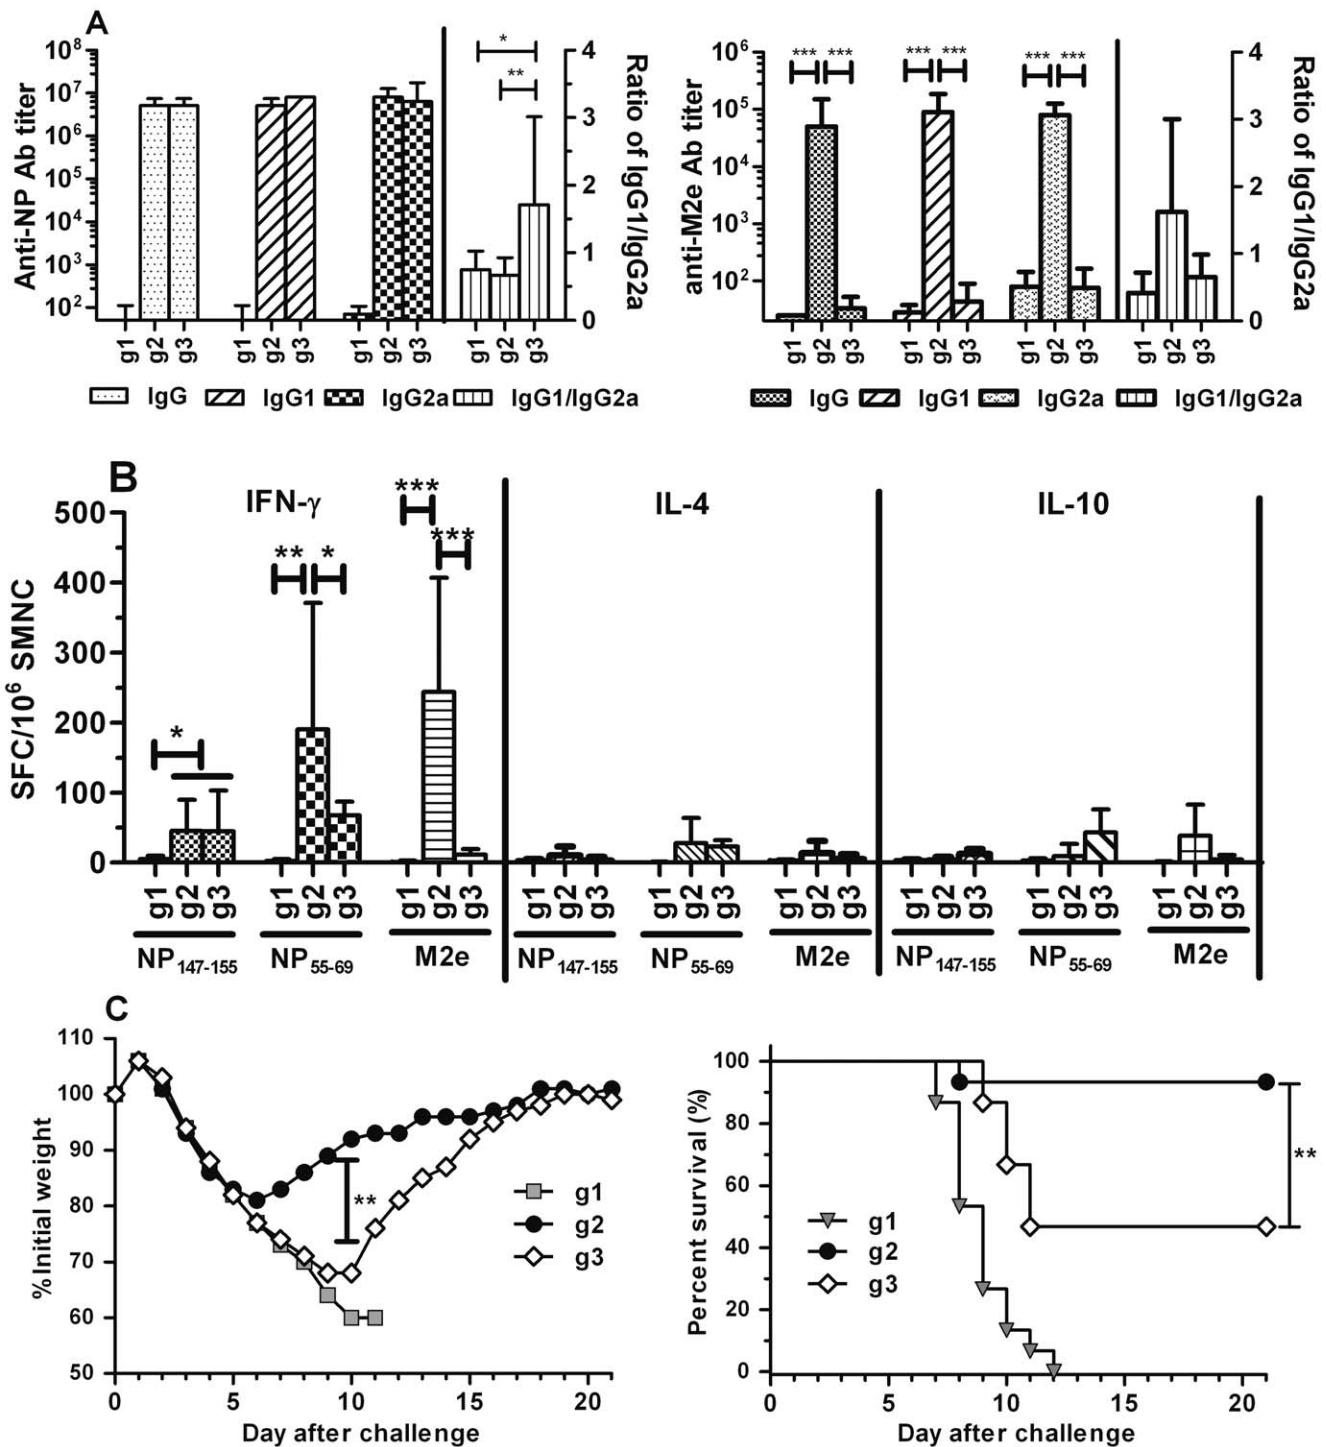 A
Anti-NP Ab titer
10⁸
10⁷
10⁶
10⁵
10⁴
10³
10²
* **
4
3
2
1
0
Ratio of IgG1/IgG2a
g1 g2 g3 g1 g2 g3 g1 g2 g3 g1 g2 g3
IgG IgG1 IgG2a IgG1/IgG2a
anti-M2e Ab titer
10⁶
10⁵
10⁴
10³
10²
*** *** *** *** *** ***
4
3
2
1
0
Ratio of IgG1/IgG2a
g1 g2 g3 g1 g2 g3 g1 g2 g3 g1 g2 g3
IgG IgG1 IgG2a IgG1/IgG2a
B
SFC/10⁶ SMNC
500
400
300
200
100
0
IFN-γ IL-4 IL-10
* ** * *** ***
g1 g2 g3 g1 g2 g3 g1 g2 g3 g1 g2 g3 g1 g2 g3 g1 g2 g3 g1 g2 g3 g1 g2 g3 g1 g2 g3
NP₁₄₇₋₁₅₅ NP₅₅₋₆₉ M2e NP₁₄₇₋₁₅₅ NP₅₅₋₆₉ M2e NP₁₄₇₋₁₅₅ NP₅₅₋₆₉ M2e
C
%Initial weight
110
100
90
80
70
60
50
**
g1
g2
g3
0 5 10 15 20
Day after challenge
Percent survival (%)
100
80
60
40
20
0
**
g1
g2
g3
0 5 10 15 20
Day after challenge